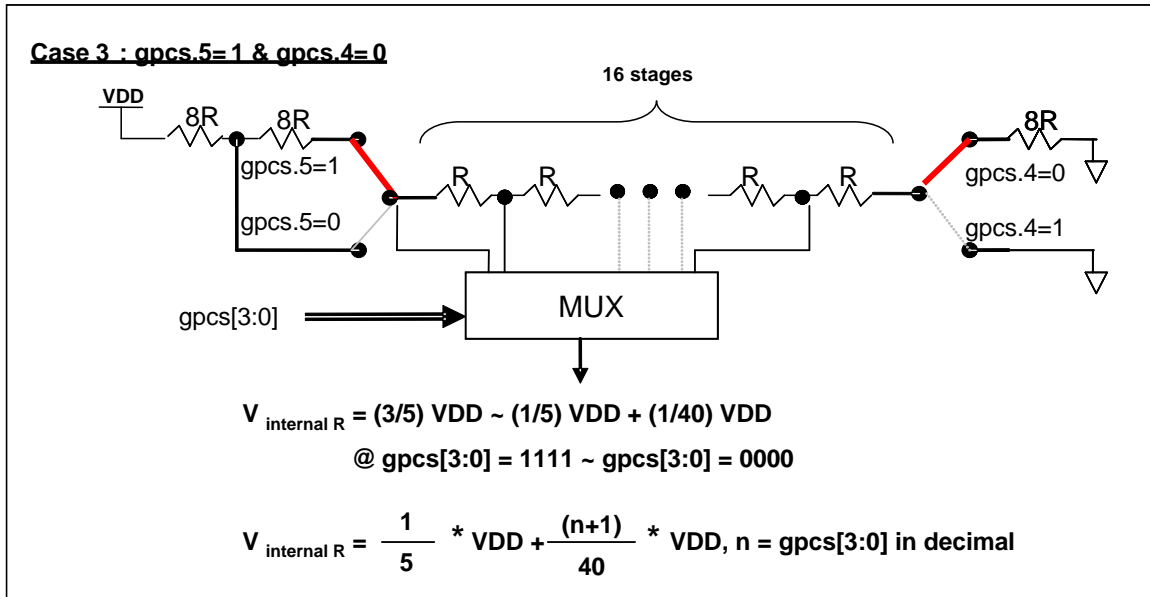 Case 3 : gpcs.5= 1 & gpcs.4= 0
16 stages
VDD
8R
8R
8R
gpcs.5=1
gpcs.4=0
R
R
R
R
gpcs.5=0
gpcs.4=1
gpcs[3:0]
MUX
V internal R = (3/5) VDD ~ (1/5) VDD + (1/40) VDD
@ gpcs[3:0] = 1111 ~ gpcs[3:0] = 0000
V internal R = 1/5 * VDD + (n+1)/40 * VDD, n = gpcs[3:0] in decimal